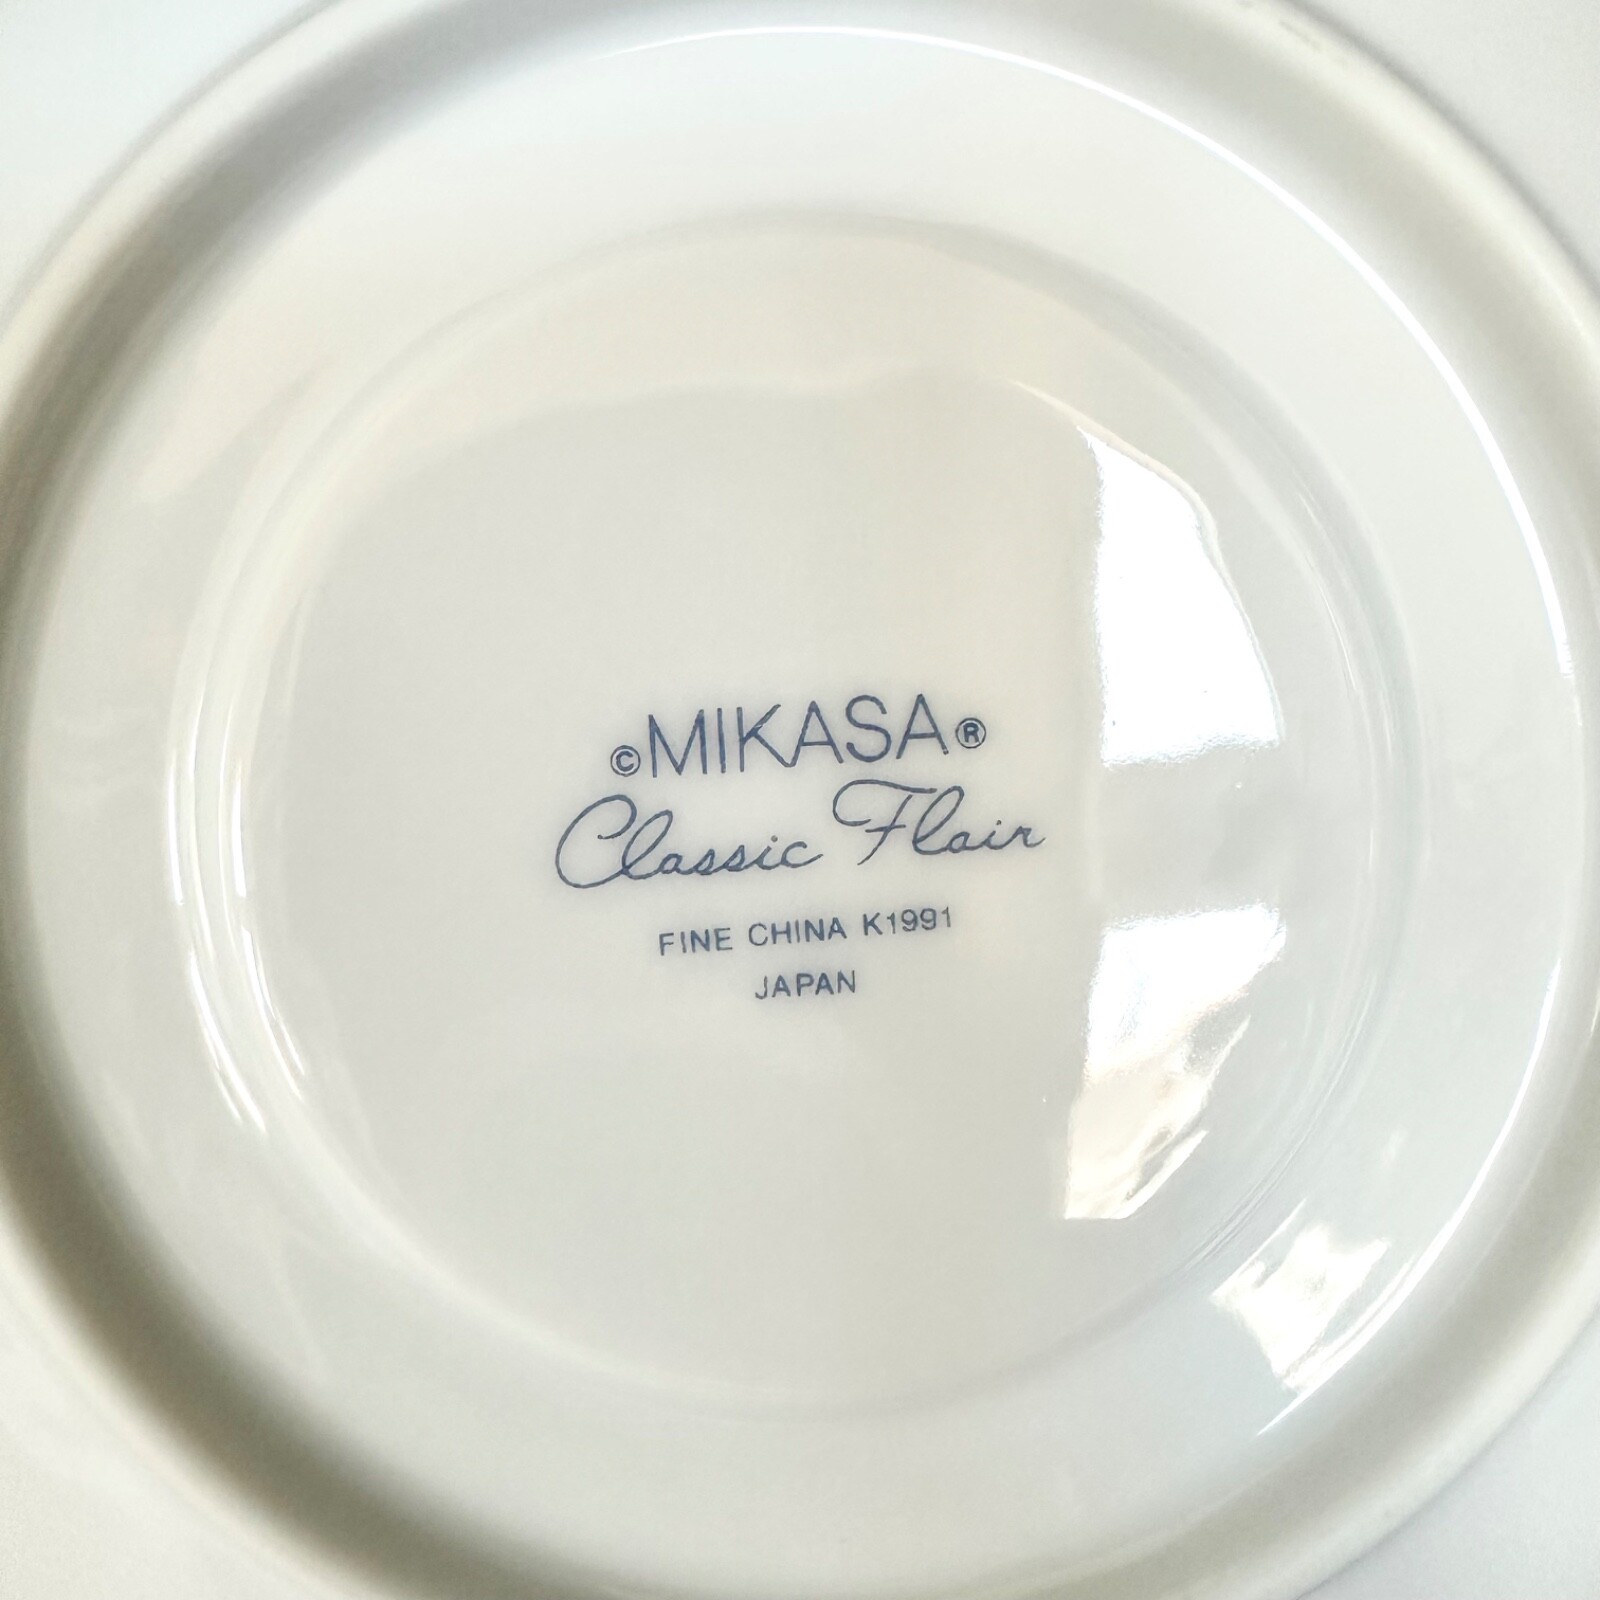 ©MIKASA®
Classic Flair
FINE CHINA K1991
JAPAN